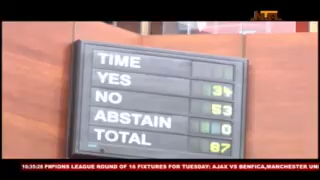 TIME
YES 34
NO 53
ABSTAIN 0
TOTAL 87
10:35:28 MPIONS LEAGUE ROUND OF 16 FIXTURES FOR TUESDAY: AJAX VS BENFICA,MANCHESTER UNI